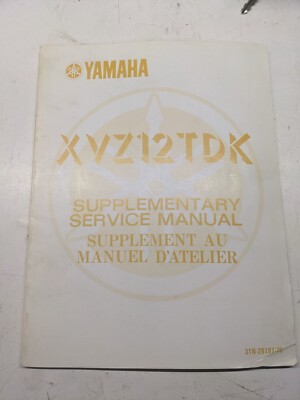 YAMAHA
XVZ12TDK
SUPPLEMENTARY
SERVICE MANUAL
SUPPLEMENT AU
MANUEL D'ATELIER